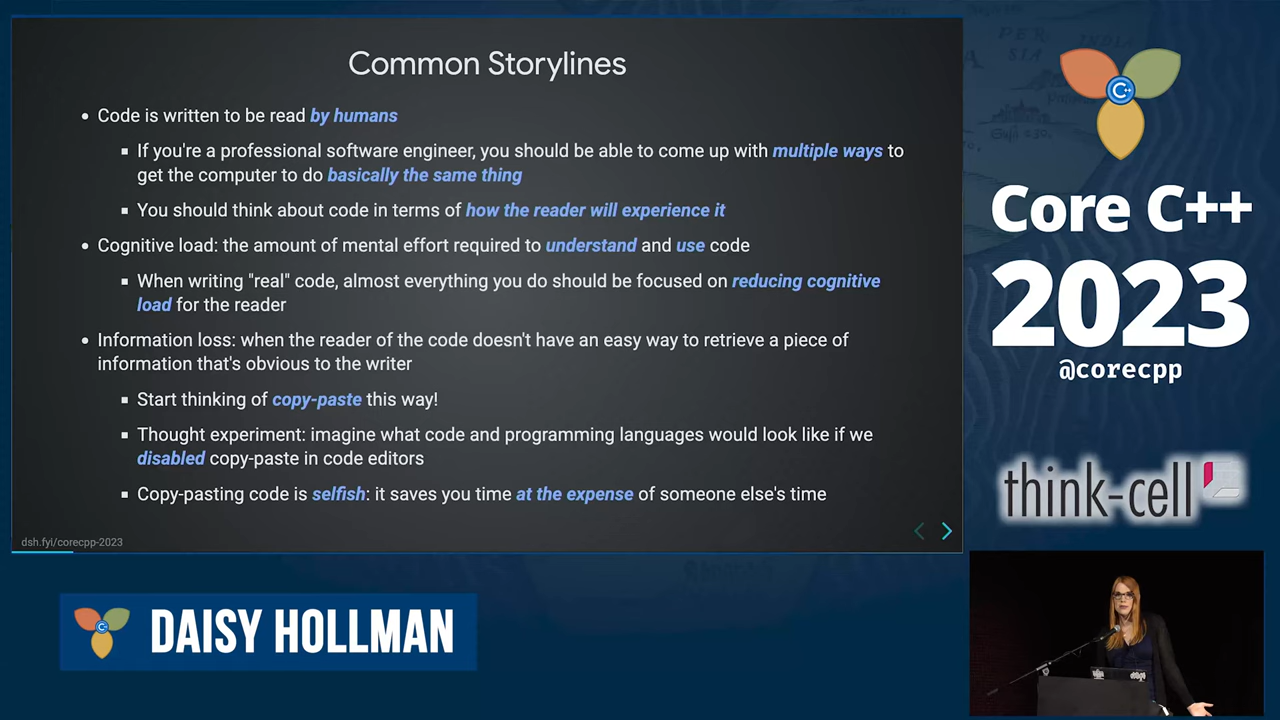 Common Storylines
Code is written to be read by humans
If you're a professional software engineer, you should be able to come up with multiple ways to
get the computer to do basically the same thing
You should think about code in terms of how the reader will experience it
Cognitive load: the amount of mental effort required to understand and use code
When writing "real" code, almost everything you do should be focused on reducing cognitive
load for the reader
Information loss: when the reader of the code doesn't have an easy way to retrieve a piece of
information that's obvious to the writer
Start thinking of copy-paste this way!
Thought experiment: imagine what code and programming languages would look like if we
disabled copy-paste in code editors
Copy-pasting code is selfish: it saves you time at the expense of someone else's time
dsh.fyi/corecpp-2023
C++
Core C++
2023
@corecpp
think-cell
C++
DAISY HOLLMAN